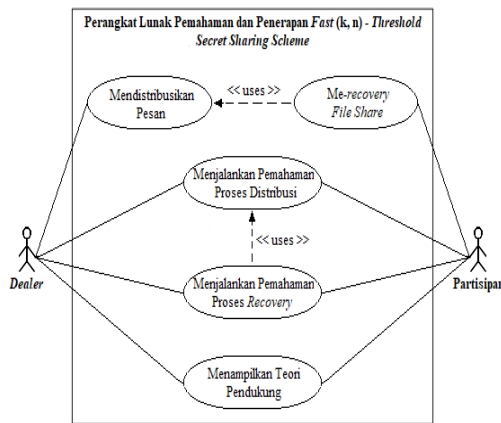 Perangkat Lunak Pemahaman dan Penerapan Fast (k, n) - Threshold
Secret Sharing Scheme
Mendistribusikan
Pesan
<< uses >>
Me-recovery
File Share
Menjalankan Pemahaman
Proses Distribusi
<< uses >>
Menjalankan Pemahaman
Proses Recovery
Dealer
Partisipan
Menampilkan Teori
Pendukung